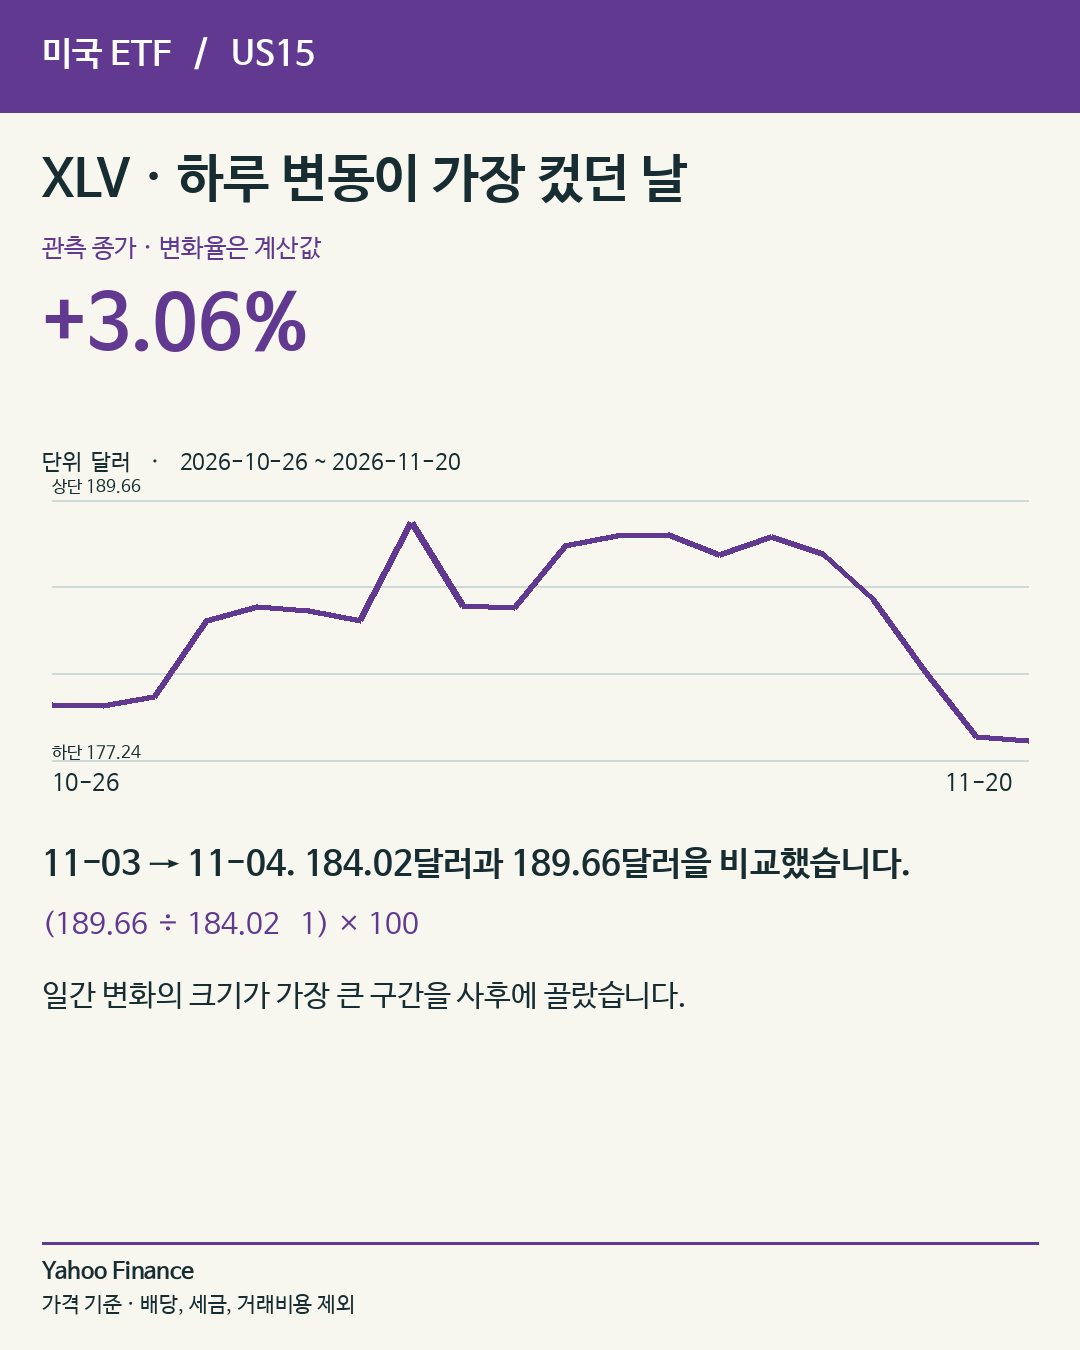 미국 ETF / US15
XLV · 하루 변동이 가장 컸던 날
관측 종가 · 변화율은 계산값
+3.06%
단위 달러 · 2026-10-26 ~ 2026-11-20
상단 189.66
하단 177.24
10-26 11-20
11-03 → 11-04. 184.02달러과 189.66달러을 비교했습니다.
(189.66 ÷ 184.02 1) × 100
일간 변화의 크기가 가장 큰 구간을 사후에 골랐습니다.
Yahoo Finance
가격 기준 · 배당, 세금, 거래비용 제외